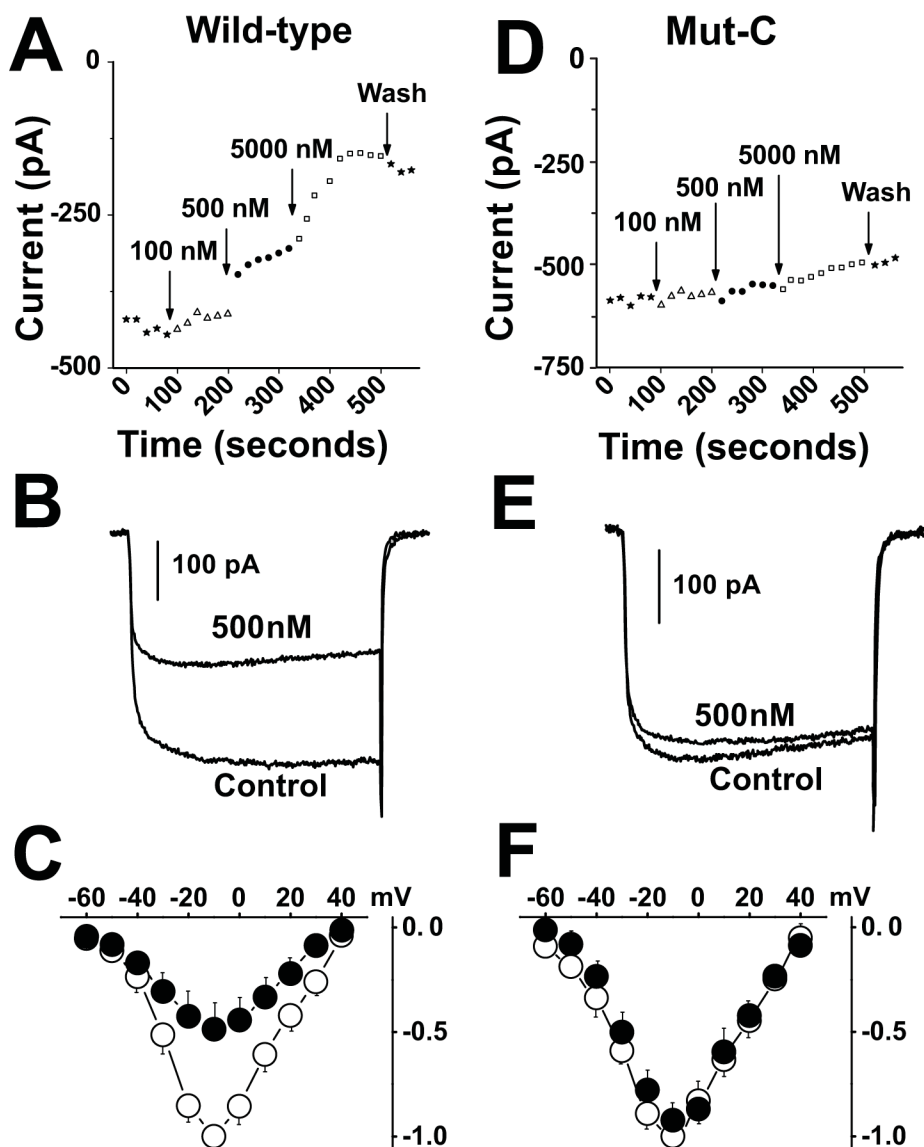 A
Wild-type
0
-250
-500
Current (pA)
100 nM
500 nM
5000 nM
Wash
0
100
200
300
400
500
Time (seconds)
D
Mut-C
0
-250
-500
-750
Current (pA)
100 nM
500 nM
5000 nM
Wash
0
100
200
300
400
500
Time (seconds)
B
100 pA
500nM
Control
E
100 pA
500nM
Control
C
-60 -40 -20 0 20 40 mV
0.0
-0.5
-1.0
F
-60 -40 -20 0 20 40 mV
0.0
-0.5
-1.0